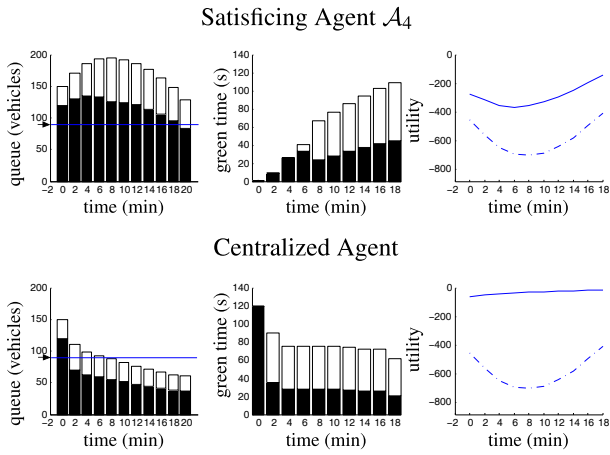 Satisficing Agent 𝒜₄
queue (vehicles)
200
150
100
50
0
−2 0 2 4 6 8 10 12 14 16 18 20
time (min)
green time (s)
140
120
100
80
60
40
20
0
0 2 4 6 8 10 12 14 16 18
time (min)
utility
0
−200
−400
−600
−800
−2 0 2 4 6 8 10 12 14 16 18
time (min)
Centralized Agent
queue (vehicles)
200
150
100
50
0
−2 0 2 4 6 8 10 12 14 16 18 20
time (min)
green time (s)
140
120
100
80
60
40
20
0
0 2 4 6 8 10 12 14 16 18
time (min)
utility
0
−200
−400
−600
−800
−2 0 2 4 6 8 10 12 14 16 18
time (min)